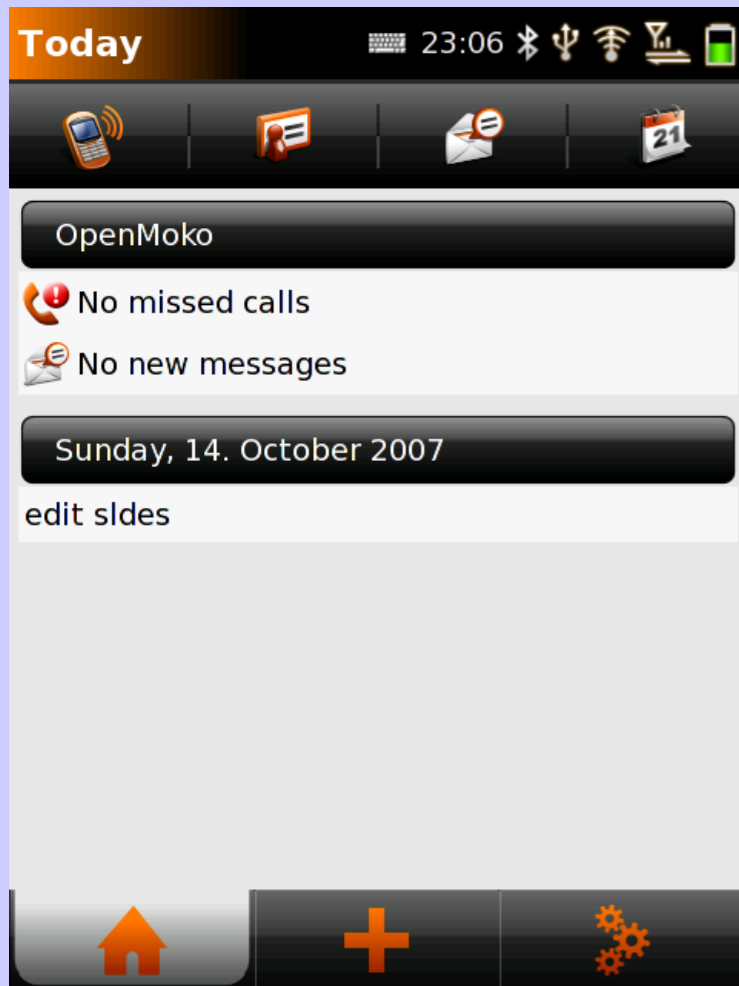 Today 23:06
21
OpenMoko
No missed calls
No new messages
Sunday, 14. October 2007
edit sldes